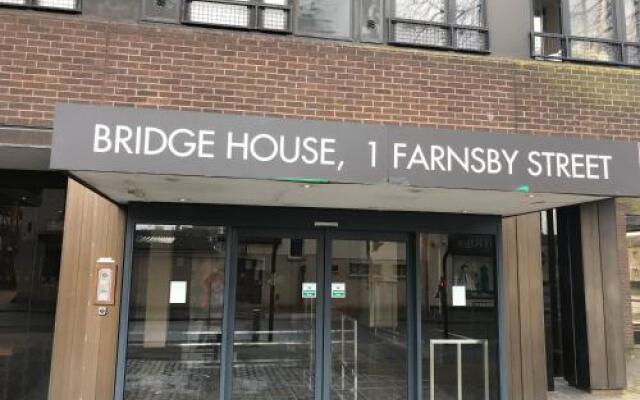 BRIDGE HOUSE, 1 FARNSBY STREET